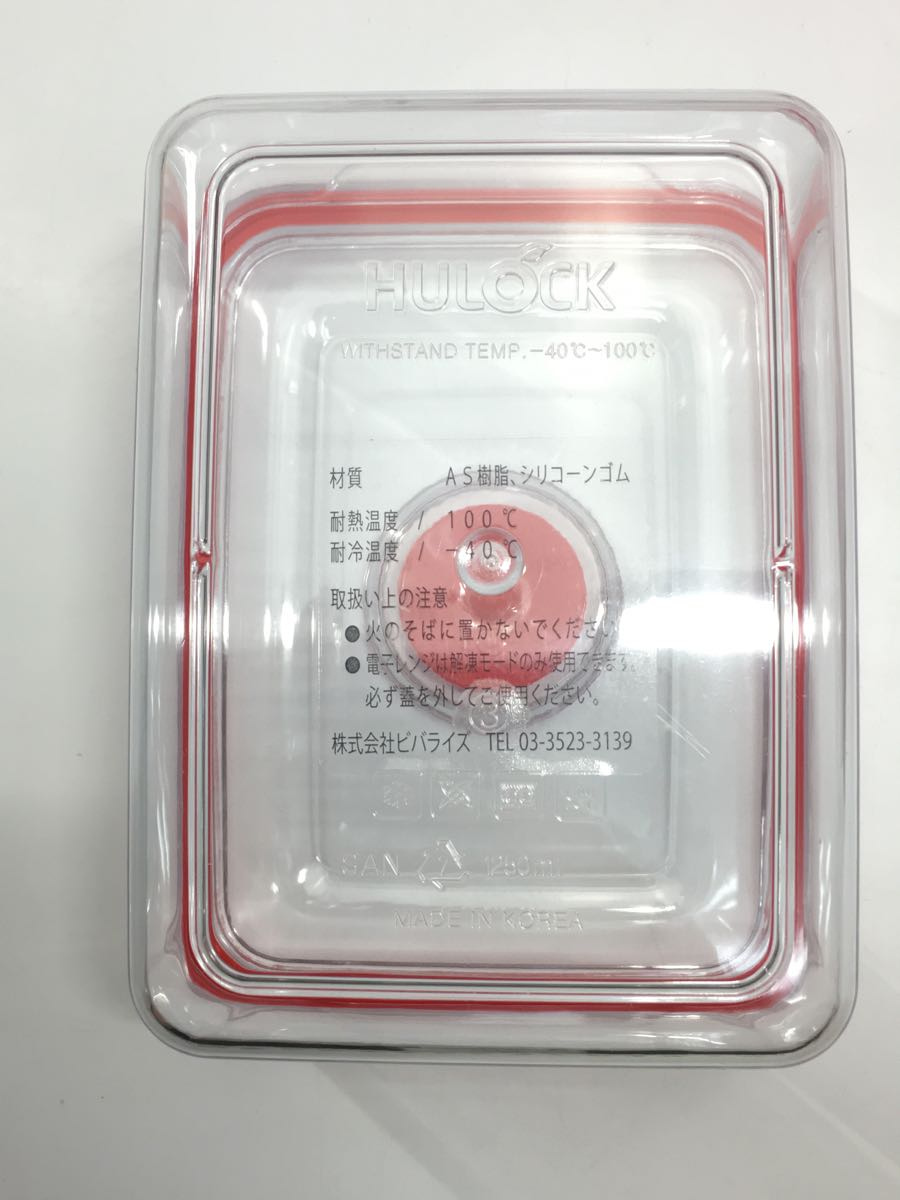 HULOCK
WITHSTAND TEMP.-40℃~100℃
材質 AS樹脂、シリコーンゴム
耐熱温度 / 100℃
耐冷温度 / -40℃
取扱い上の注意
●火のそばに置かないでください
●電子レンジは解凍モードのみ使用できます。
必ず蓋を外してご使用ください。
株式会社ビバライズ TEL 03-3523-3139
SAN 7
MADE IN KOREA